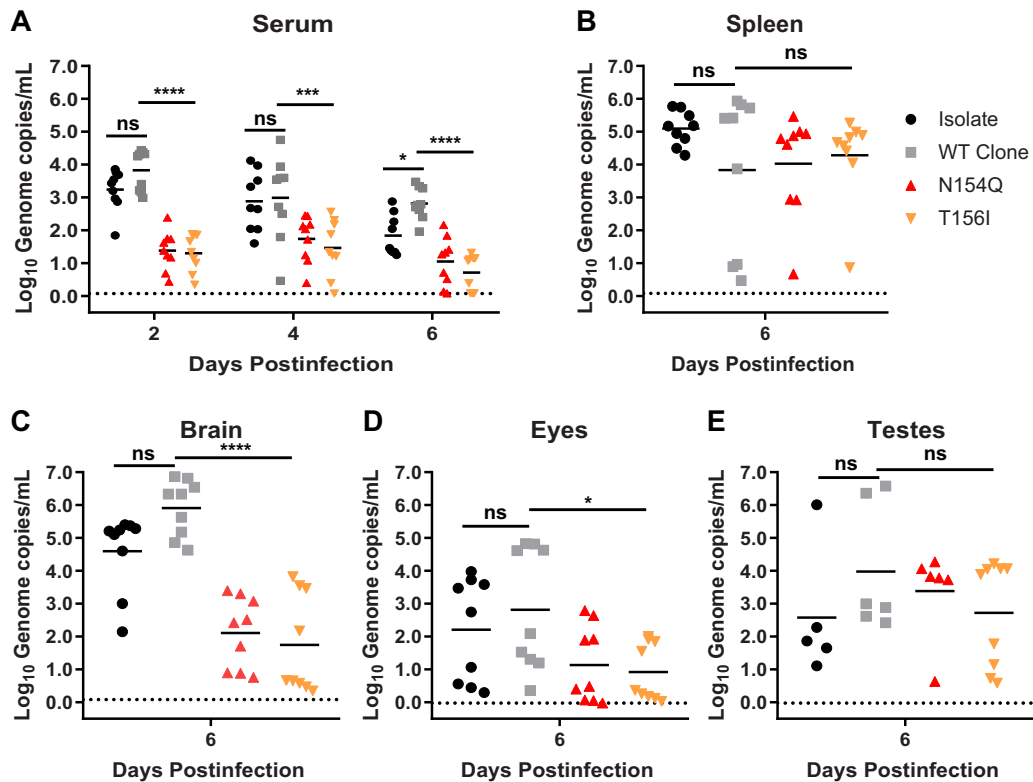 A
Serum
Log10 Genome copies/mL
7.0
6.0
5.0
4.0
3.0
2.0
1.0
0.0
ns
****
ns
***
*
****
2
4
6
Days Postinfection
B
Spleen
Log10 Genome copies/mL
7.0
6.0
5.0
4.0
3.0
2.0
1.0
0.0
ns
ns
6
Days Postinfection
Isolate
WT Clone
N154Q
T156I
C
Brain
Log10 Genome copies/mL
7.0
6.0
5.0
4.0
3.0
2.0
1.0
0.0
ns
****
6
Days Postinfection
D
Eyes
Log10 Genome copies/mL
7.0
6.0
5.0
4.0
3.0
2.0
1.0
0.0
ns
*
6
Days Postinfection
E
Testes
Log10 Genome copies/mL
7.0
6.0
5.0
4.0
3.0
2.0
1.0
0.0
ns
ns
6
Days Postinfection